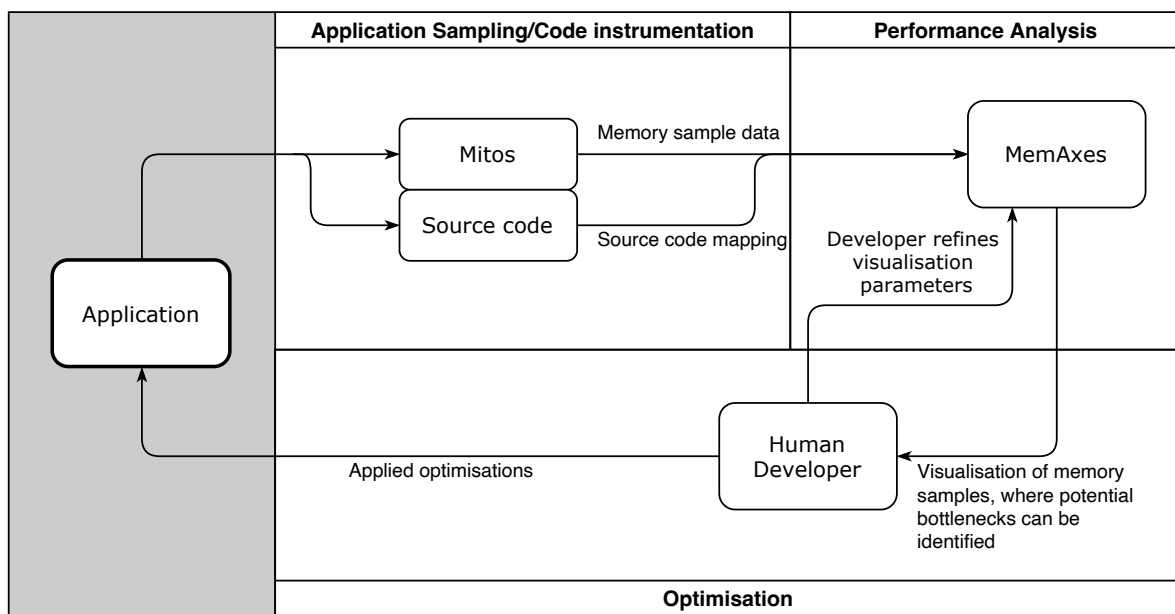 Application Sampling/Code instrumentation
Performance Analysis
Memory sample data
Mitos
MemAxes
Source code
Source code mapping
Developer refines
visualisation
parameters
Application
Human
Developer
Applied optimisations
Visualisation of memory
samples, where potential
bottlenecks can be
identified
Optimisation